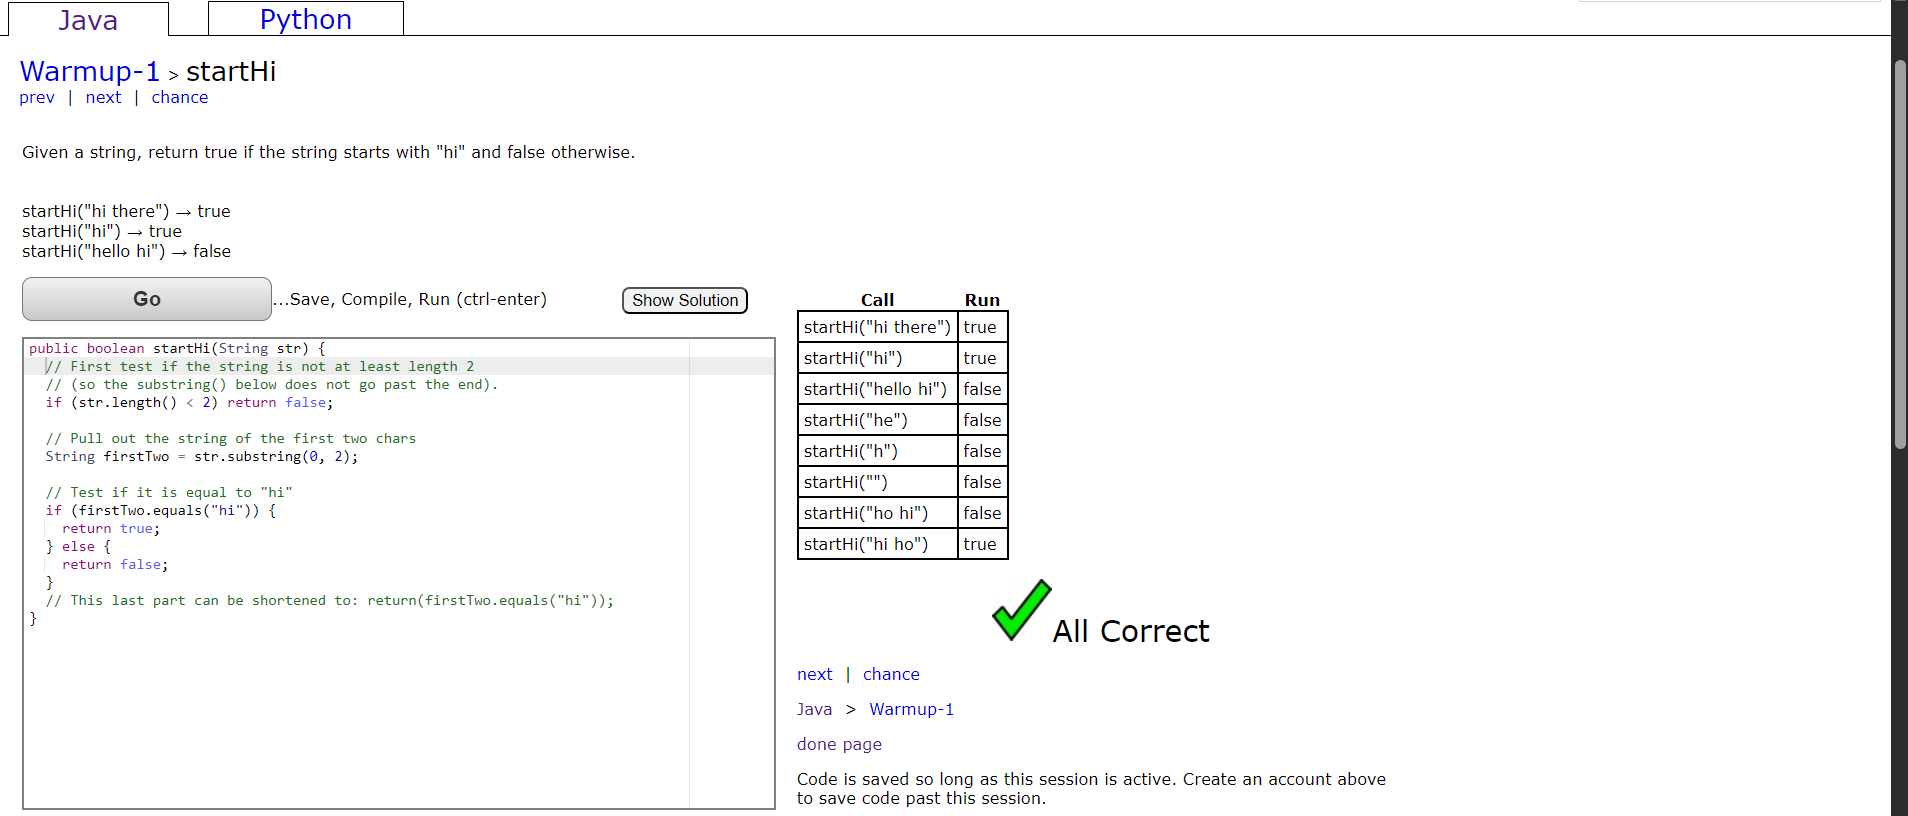 Java Python
Warmup-1 > startHi
prev | next | chance
Given a string, return true if the string starts with "hi" and false otherwise.
startHi("hi there") → true
startHi("hi") → true
startHi("hello hi") → false
Go ...Save, Compile, Run (ctrl-enter) Show Solution
public boolean startHi(String str) {
  // First test if the string is not at least length 2
  // (so the substring() below does not go past the end).
  if (str.length() < 2) return false;
  // Pull out the string of the first two chars
  String firstTwo = str.substring(0, 2);
  // Test if it is equal to "hi"
  if (firstTwo.equals("hi")) {
    return true;
  } else {
    return false;
  }
  // This last part can be shortened to: return(firstTwo.equals("hi"));
}
Call Run
startHi("hi there") true
startHi("hi") true
startHi("hello hi") false
startHi("he") false
startHi("h") false
startHi("") false
startHi("ho hi") false
startHi("hi ho") true
All Correct
next | chance
Java > Warmup-1
done page
Code is saved so long as this session is active. Create an account above
to save code past this session.